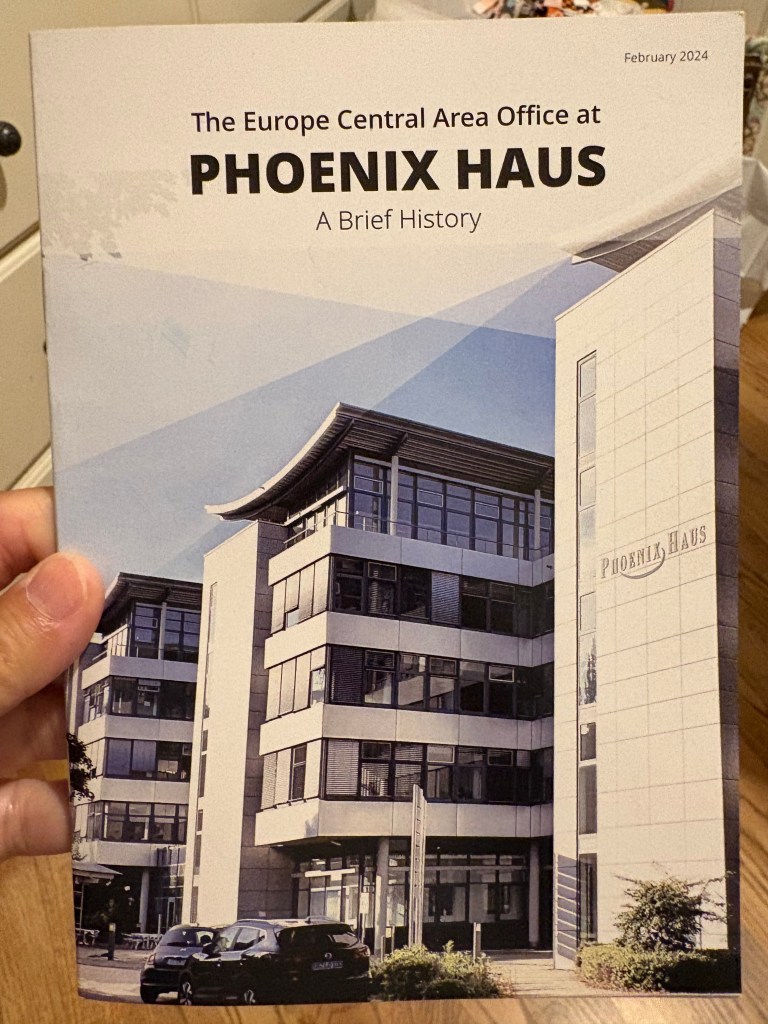 February 2024
The Europe Central Area Office at
PHOENIX HAUS
A Brief History
PHOENIX HAUS